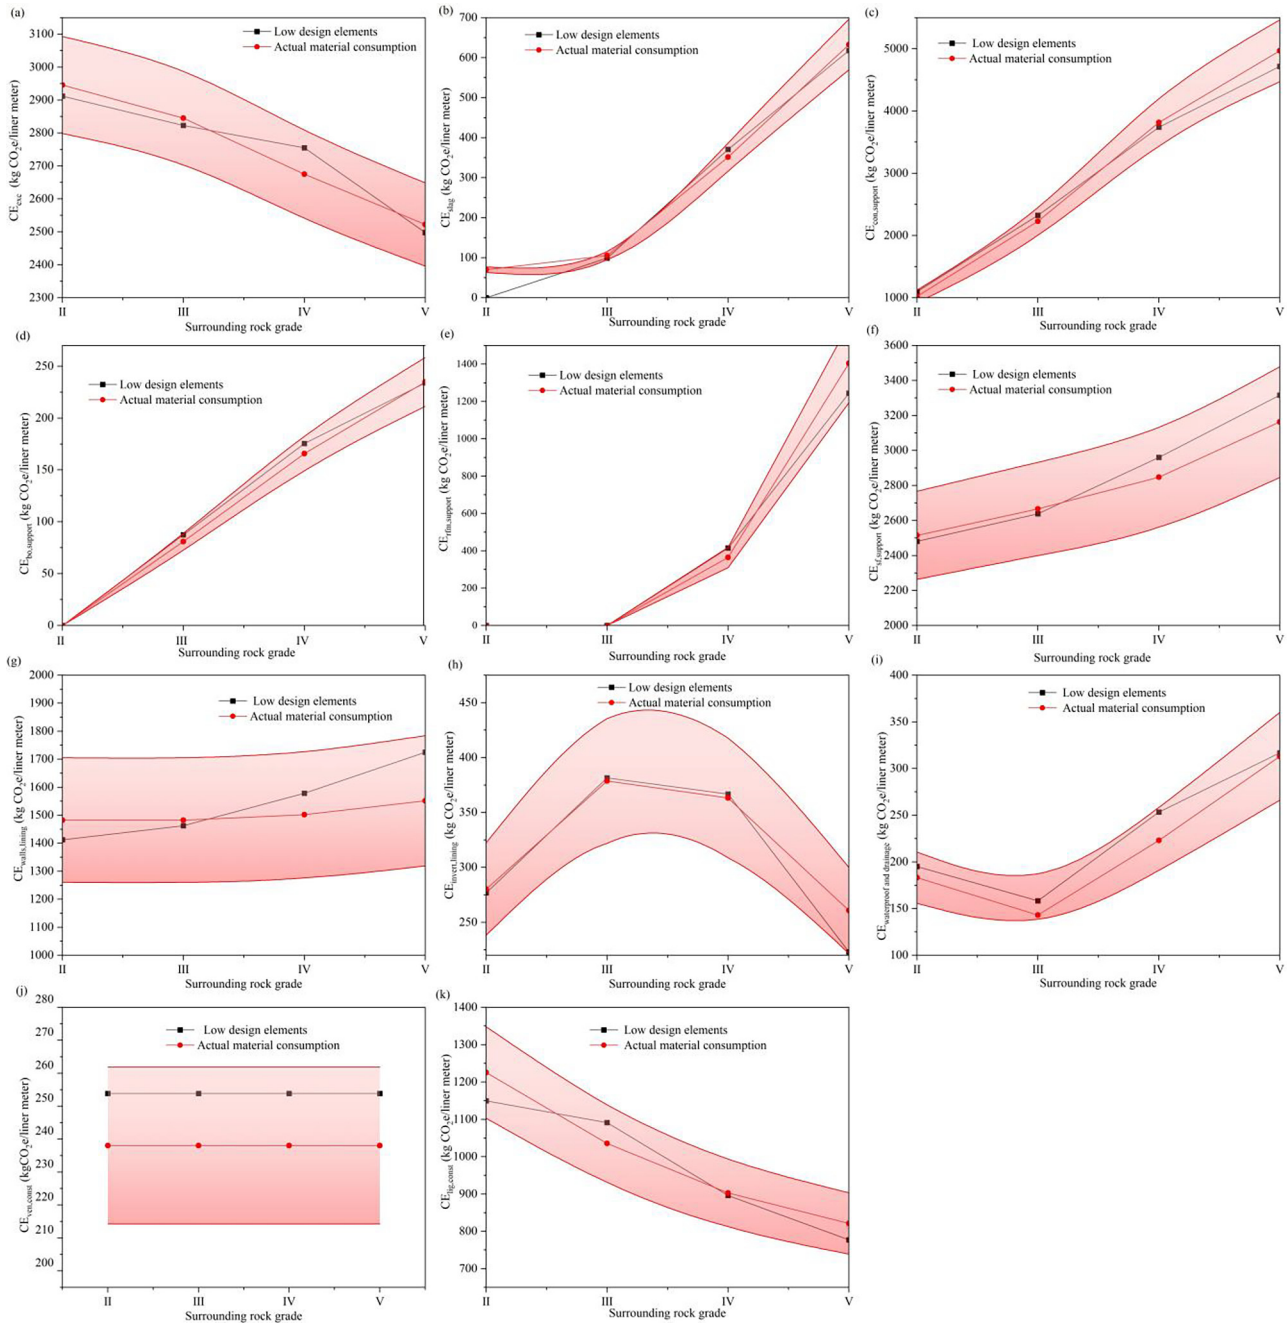 (a)
3100
3000
2900
2800
2700
2600
2500
2400
2300
CEexc (kg CO2e/liner meter)
Low design elements
Actual material consumption
II III IV V
Surrounding rock grade
(b)
700
600
500
400
300
200
100
0
CEslag (kg CO2e/liner meter)
Low design elements
Actual material consumption
II III IV V
Surrounding rock grade
(c)
5000
4000
3000
2000
1000
CEcon,support (kg CO2e/liner meter)
Low design elements
Actual material consumption
II III IV V
Surrounding rock grade
(d)
250
200
150
100
50
0
CEbo,support (kg CO2e/liner meter)
Low design elements
Actual material consumption
II III IV V
Surrounding rock grade
(e)
1400
1200
1000
800
600
400
200
0
(kg CO2e/liner meter)
Low design elements
Actual material consumption
II III IV V
Surrounding rock grade
(f)
3600
3400
3200
3000
2800
2600
2400
2200
2000
CEsf,support (kg CO2e/liner meter)
Low design elements
Actual material consumption
II III IV V
Surrounding rock grade
(g)
2000
1900
1800
1700
1600
1500
1400
1300
1200
1100
1000
CEwalls,lining (kg CO2e/liner meter)
Low design elements
Actual material consumption
II III IV V
Surrounding rock grade
(h)
450
400
350
300
250
CEinvert,lining (kg CO2e/liner meter)
Low design elements
Actual material consumption
II III IV V
Surrounding rock grade
(i)
400
350
300
250
200
150
100
CEwaterproof and drainage (kg CO2e/liner meter)
Low design elements
Actual material consumption
II III IV V
Surrounding rock grade
(j)
280
270
260
250
240
230
220
210
200
CEven,const (kgCO2e/liner meter)
Low design elements
Actual material consumption
II III IV V
Surrounding rock grade
(k)
1400
1300
1200
1100
1000
900
800
700
CElig,const (kg CO2e/liner meter)
Low design elements
Actual material consumption
II III IV V
Surrounding rock grade